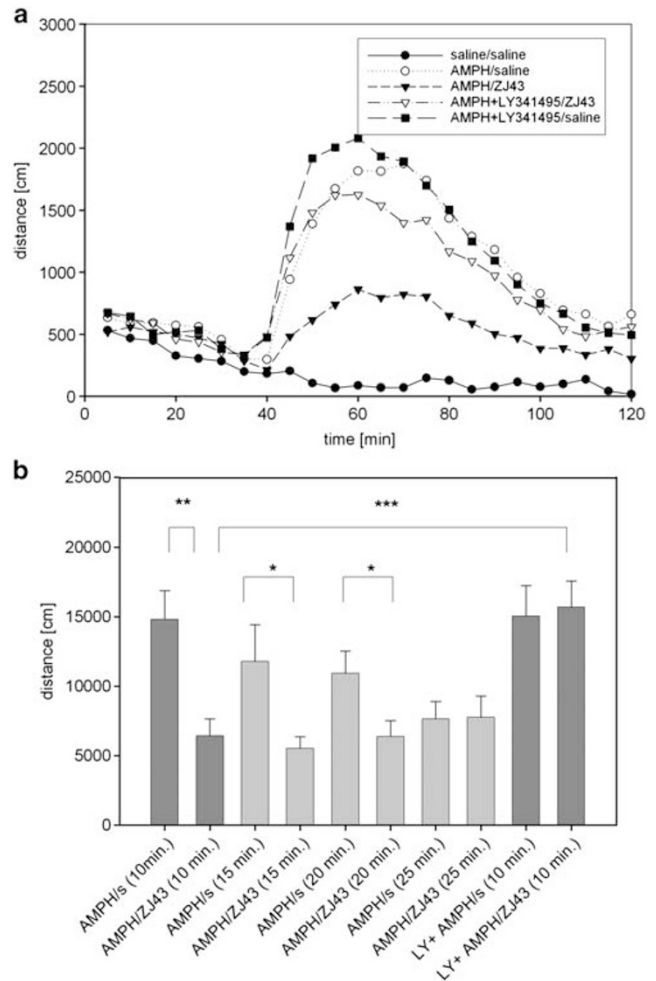 a
3000
2500
2000
1500
1000
500
0
distance [cm]
saline/saline
AMPH/saline
AMPH/ZJ43
AMPH+LY341495/ZJ43
AMPH+LY341495/saline
0 20 40 60 80 100 120
time [min]
b
25000
20000
15000
10000
5000
0
distance [cm]
**
***
*
*
AMPH/s (10min.)
AMPH/ZJ43 (10 min.)
AMPH/s (15 min.)
AMPH/ZJ43 (15 min.)
AMPH/s (20 min.)
AMPH/ZJ43 (20 min.)
AMPH/s (25 min.)
AMPH/ZJ43 (25 min.)
LY+ AMPH/s (10 min.)
LY+ AMPH/ZJ43 (10 min.)